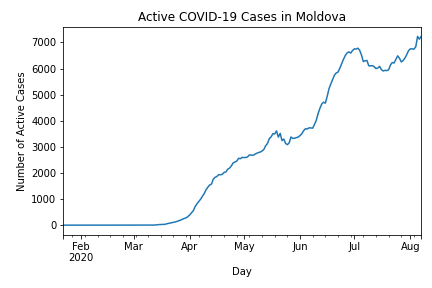 Active COVID-19 Cases in Moldova
Number of Active Cases
7000
6000
5000
4000
3000
2000
1000
0
Feb Mar Apr May Jun Jul Aug
2020
Day